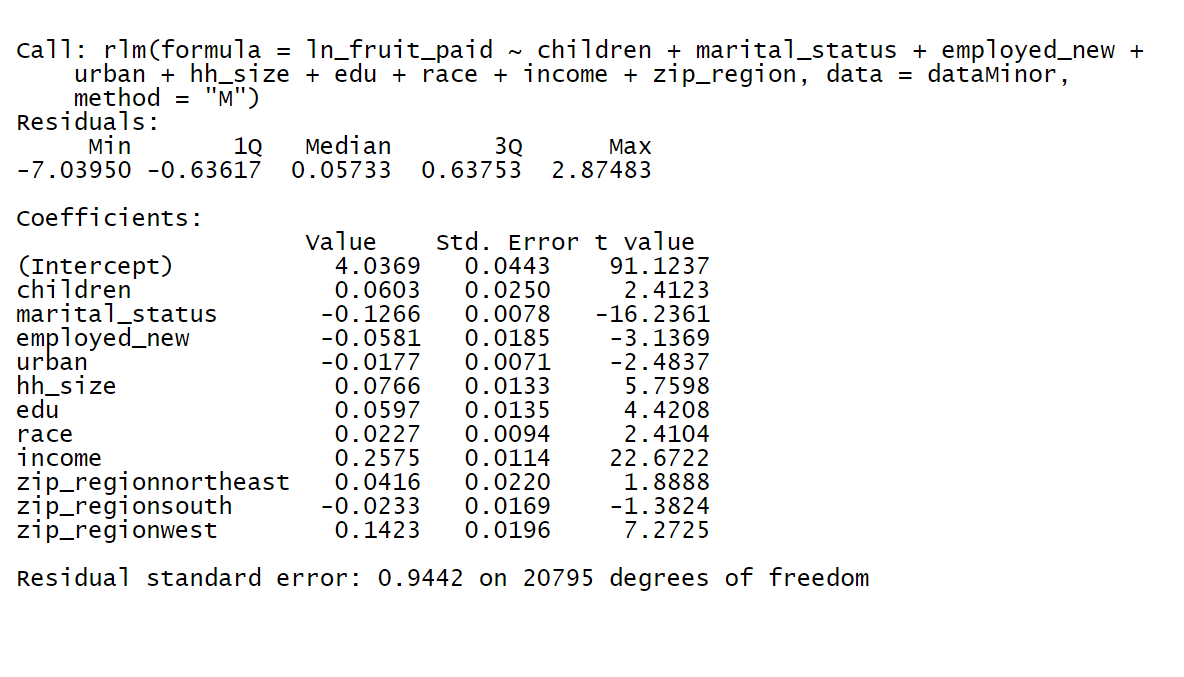 Call: rlm(formula = ln_fruit_paid ~ children + marital_status + employed_new +
    urban + hh_size + edu + race + income + zip_region, data = dataMinor,
    method = "M")
Residuals:
     Min       1Q   Median       3Q      Max
-7.03950 -0.63617  0.05733  0.63753  2.87483
Coefficients:
                    Value    Std. Error t value
(Intercept)           4.0369   0.0443    91.1237
children              0.0603   0.0250     2.4123
marital_status       -0.1266   0.0078   -16.2361
employed_new         -0.0581   0.0185    -3.1369
urban                -0.0177   0.0071    -2.4837
hh_size               0.0766   0.0133     5.7598
edu                   0.0597   0.0135     4.4208
race                  0.0227   0.0094     2.4104
income                0.2575   0.0114    22.6722
zip_regionnortheast   0.0416   0.0220     1.8888
zip_regionsouth      -0.0233   0.0169    -1.3824
zip_regionwest        0.1423   0.0196     7.2725
Residual standard error: 0.9442 on 20795 degrees of freedom